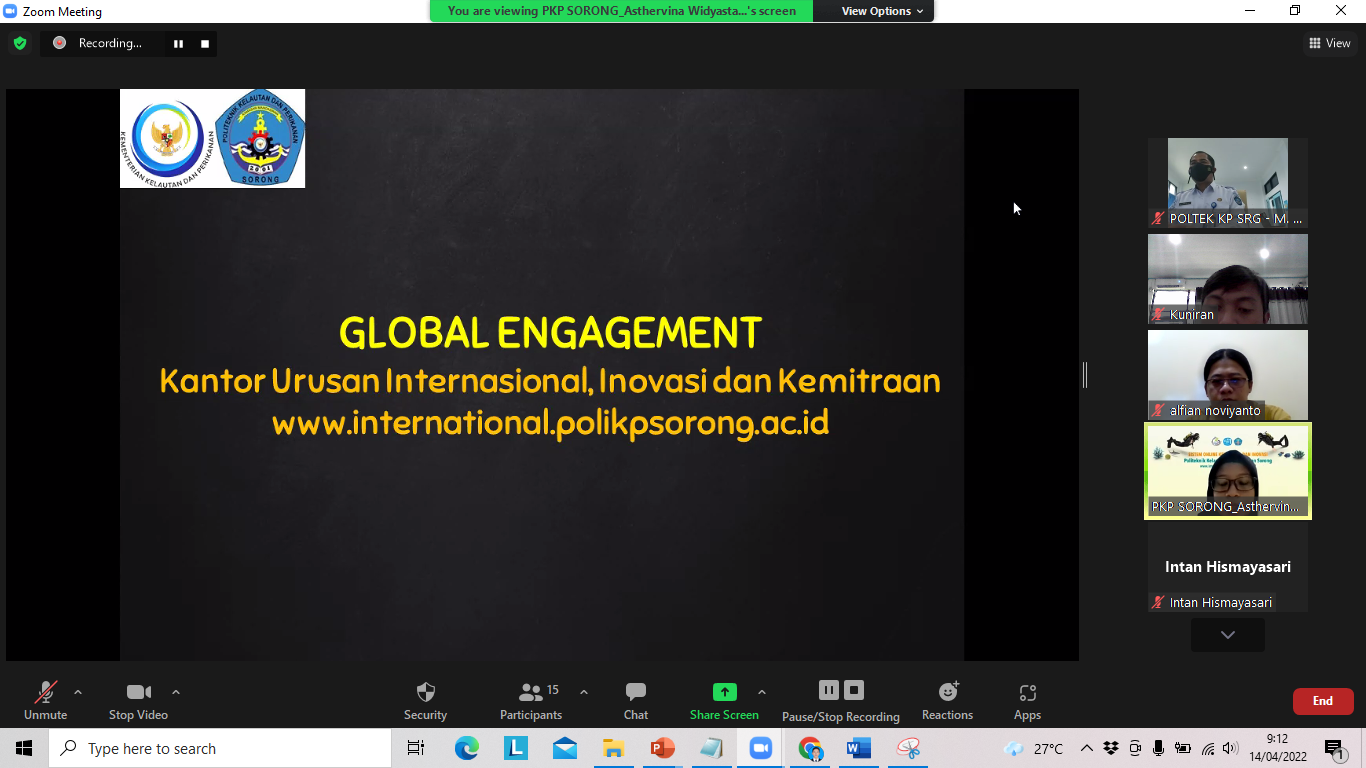 Zoom Meeting
You are viewing PKP SORONG_Asthervina Widyasta...'s screen
View Options
Recording...
View
KEMENTERIAN KELAUTAN DAN PERIKANAN
POLITEKNIK KELAUTAN DAN PERIKANAN
SORONG
GLOBAL ENGAGEMENT
Kantor Urusan Internasional, Inovasi dan Kemitraan
www.international.polikpsorong.ac.id
POLTEK KP SRG - M. ...
Kuniran
alfian noviyanto
PKP SORONG_Asthervin...
Intan Hismayasari
Intan Hismayasari
Unmute
Stop Video
Security
15
Participants
Chat
Share Screen
Pause/Stop Recording
Reactions
Apps
End
Type here to search
27°C
9:12
14/04/2022
1